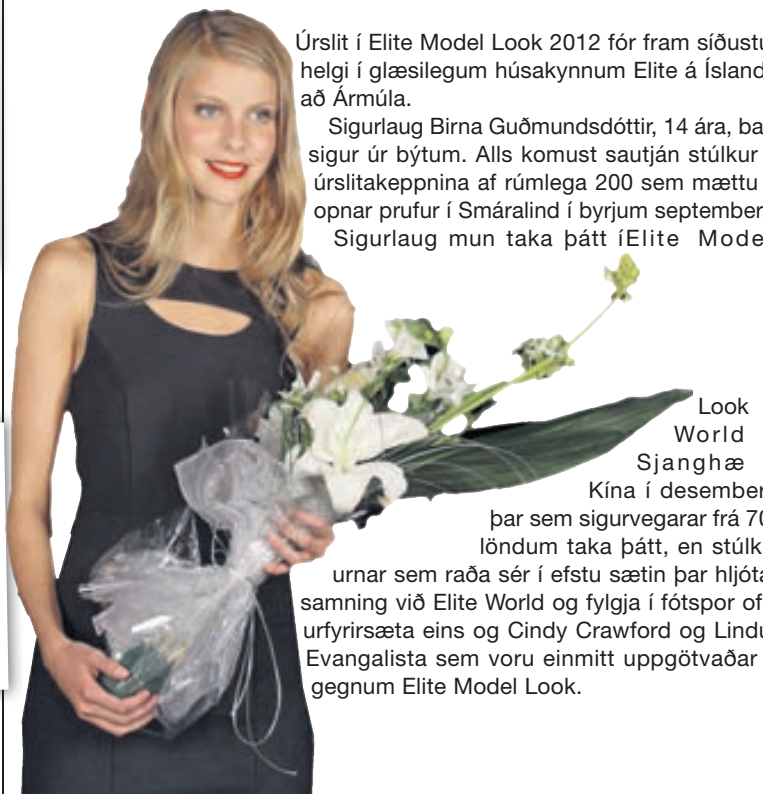 Úrslit í Elite Model Look 2012 fór fram síðustu
helgi í glæsilegum húsakynnum Elite á Ísland
að Ármúla.
Sigurlaug Birna Guðmundsdóttir, 14 ára, ba
sigur úr býtum. Alls komust sautján stúlkur
úrslitakeppnina af rúmlega 200 sem mættu
opnar prufur í Smáralind í byrjum september
Sigurlaug mun taka þátt íElite Mode
Look
World
Sjanghæ
Kína í desember
þar sem sigurvegarar frá 70
löndum taka þátt, en stúlk
urnar sem raða sér í efstu sætin þar hljóta
samning við Elite World og fylgja í fótspor of
urfyrirsæta eins og Cindy Crawford og Lindu
Evangalista sem voru einmitt uppgötvaðar
gegnum Elite Model Look.